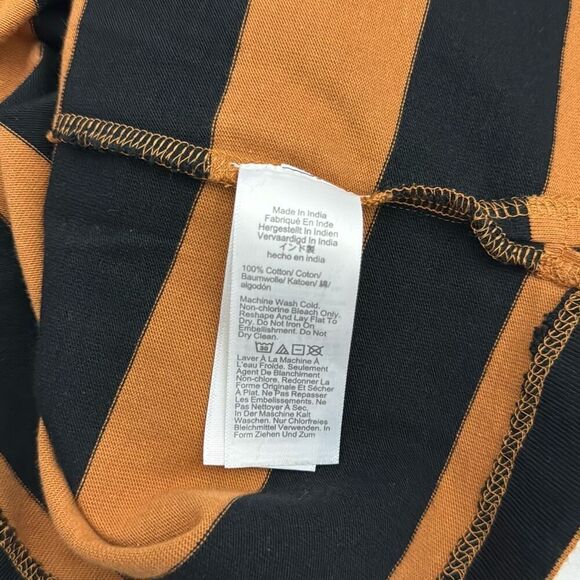 Made In India
Fabriqué En Inde
Hergestellt In Indien
Vervaardigd In India
インド製
hecho en india
100% Cotton/ Coton/
Baumwolle/ Katoen/ 綿/
algodón
Machine Wash Cold.
Non-chlorine Bleach Only.
Reshape And Lay Flat To
Dry. Do Not Iron On
Embellishment. Do Not
Dry Clean.
30
Laver À La Machine À
L'eau Froide. Seulement
Agent De Blanchiment
Non-chlore. Redonner La
Forme Originale Et Sécher
À Plat. Ne Pas Repasser
Les Embellisements. Ne
Pas Nettoyer À Sec.
In Der Maschine Kalt
Waschen. Nur Chlorfreies
Bleichmittel Verwenden. In
Form Ziehen Und Zum